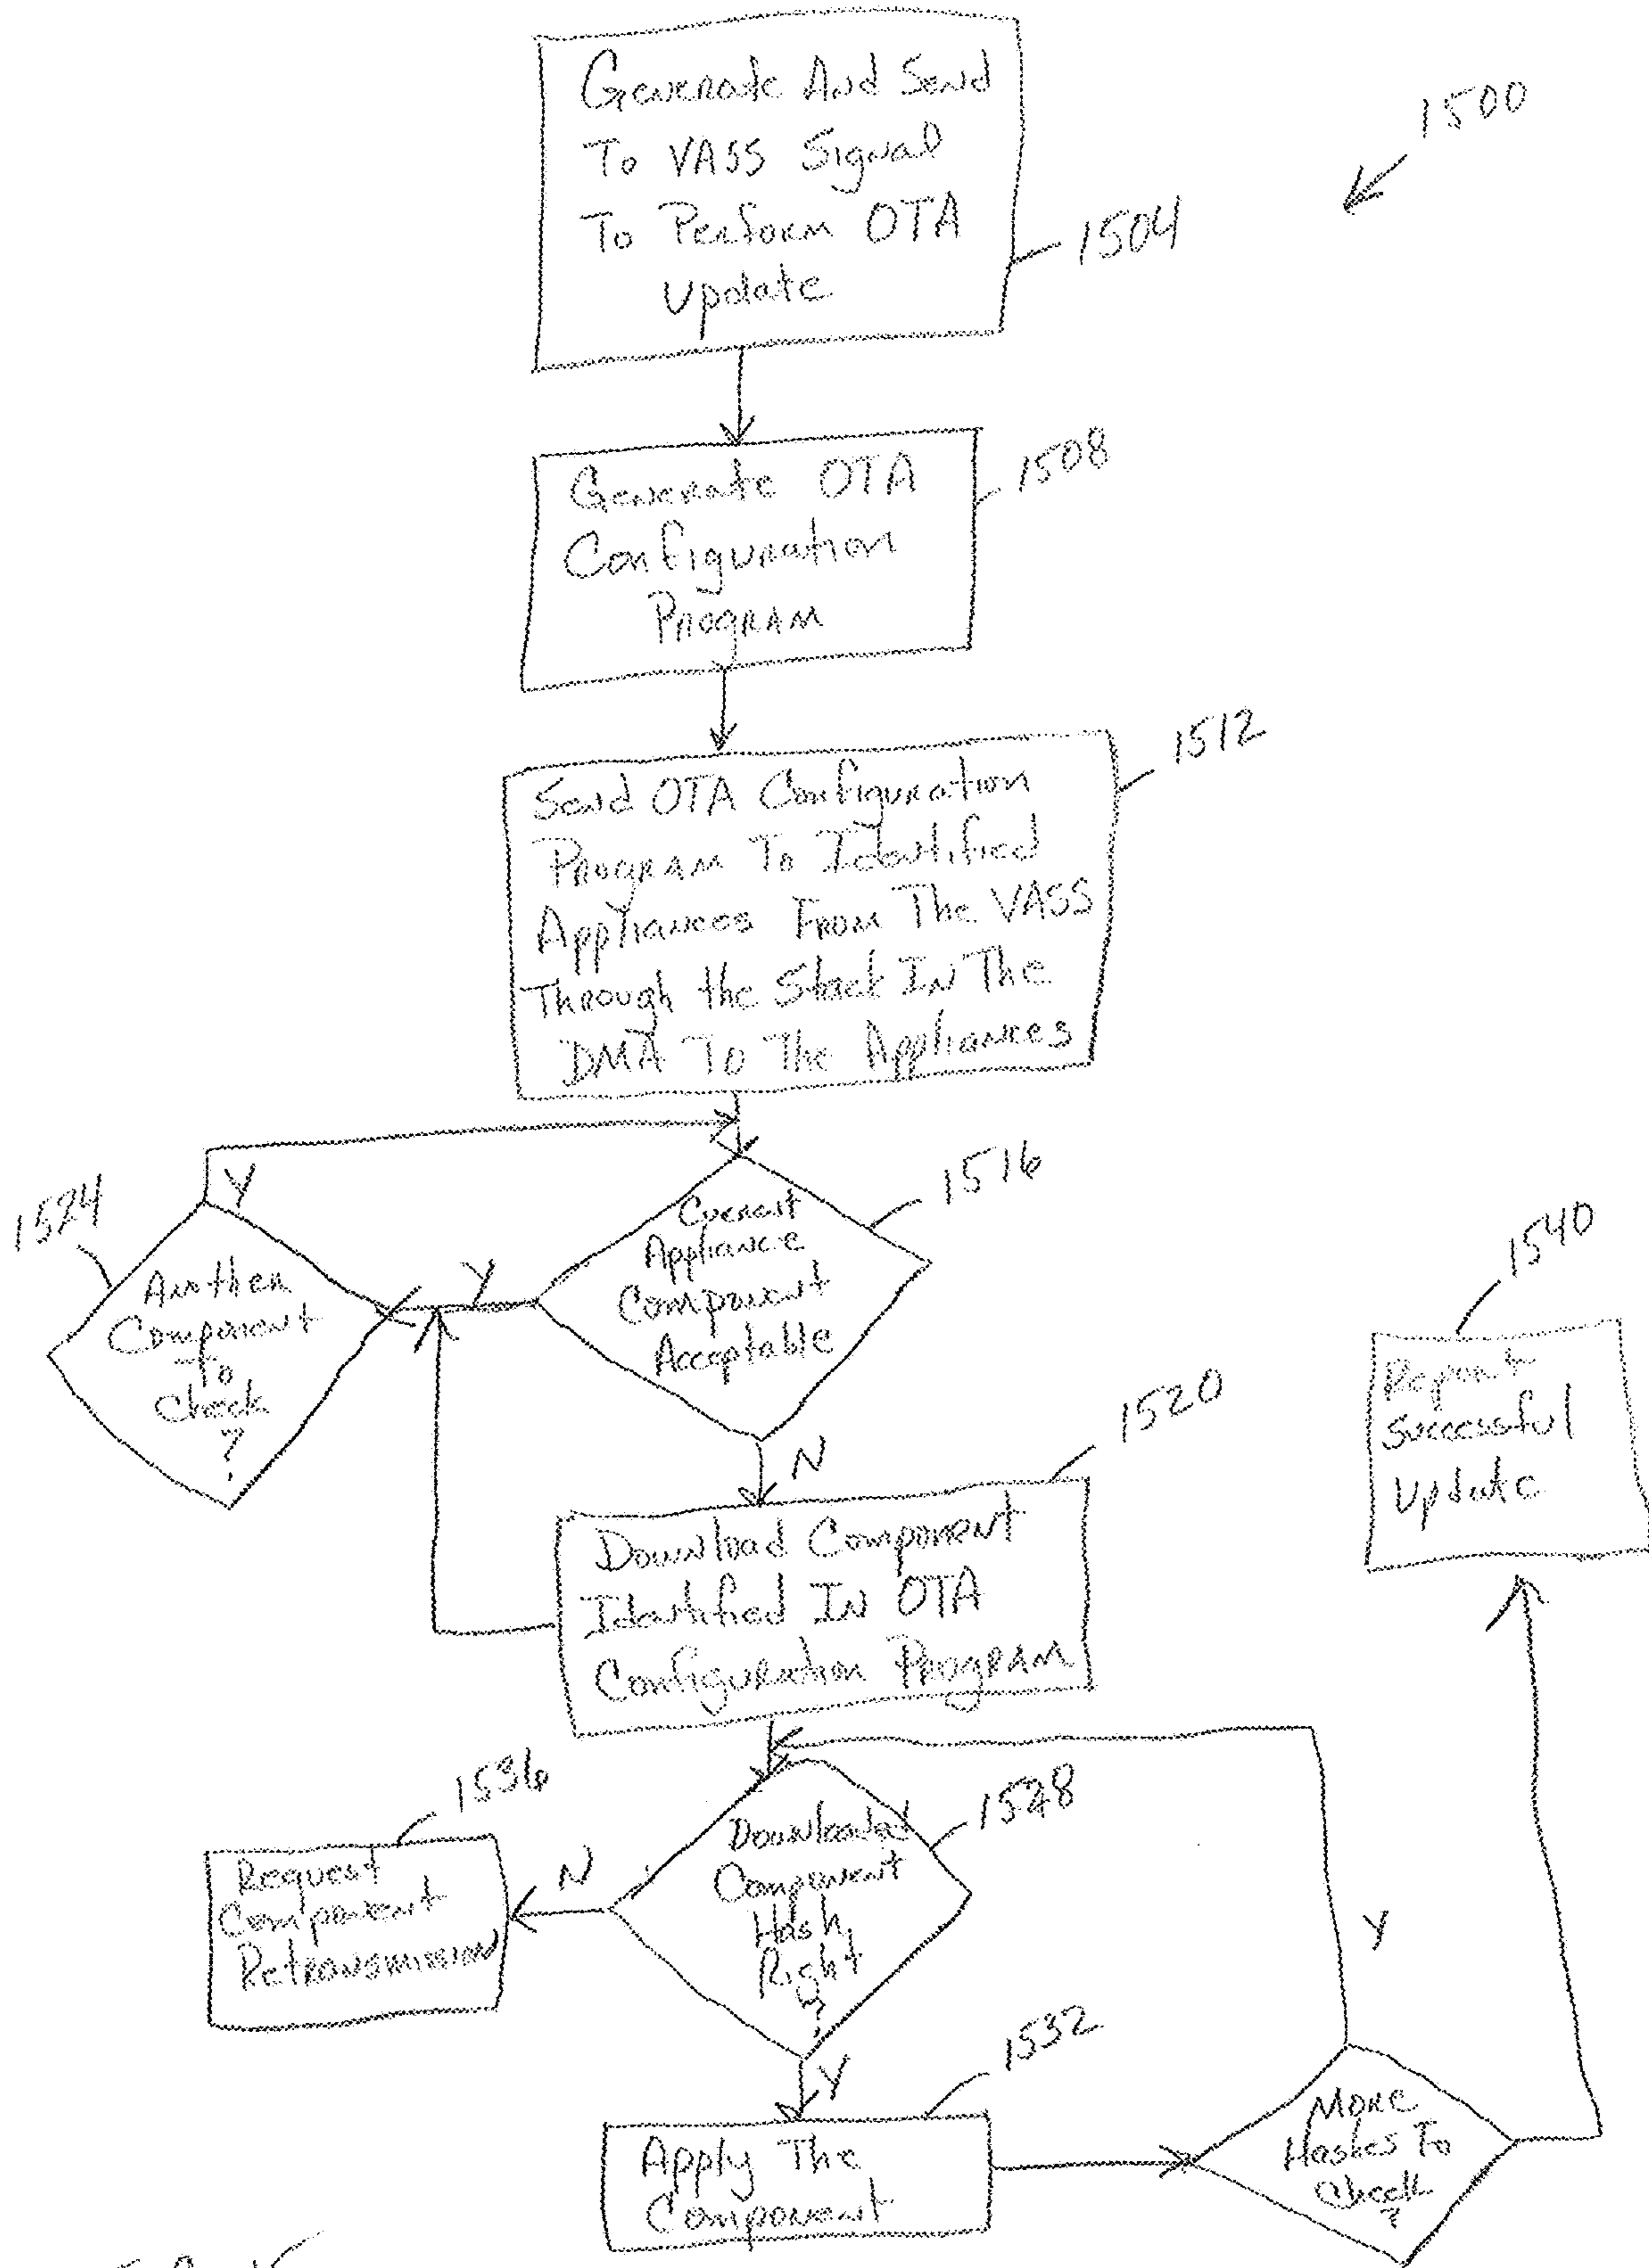 Generate And Send
To VASS Signal
To Perform OTA
Update
1500
1504
Generate OTA
Configuration
Program
1508
Send OTA Configuration
Program To Identified
Appliances From The VASS
Through the Stack In The
DMA To The Appliances
1512
Current
Appliance
Component
Acceptable
1516
Y
N
1524
Y
Another
Component
To
Check
?
Download Component
Identified In OTA
Configuration Program
1520
1540
Report
Successful
Update
1536
Request
Component
Retransmission
N
Downloaded
Component
Hash
Right
?
1528
Y
Apply The
Component
1532
More
Hashes To
Check
?
Y